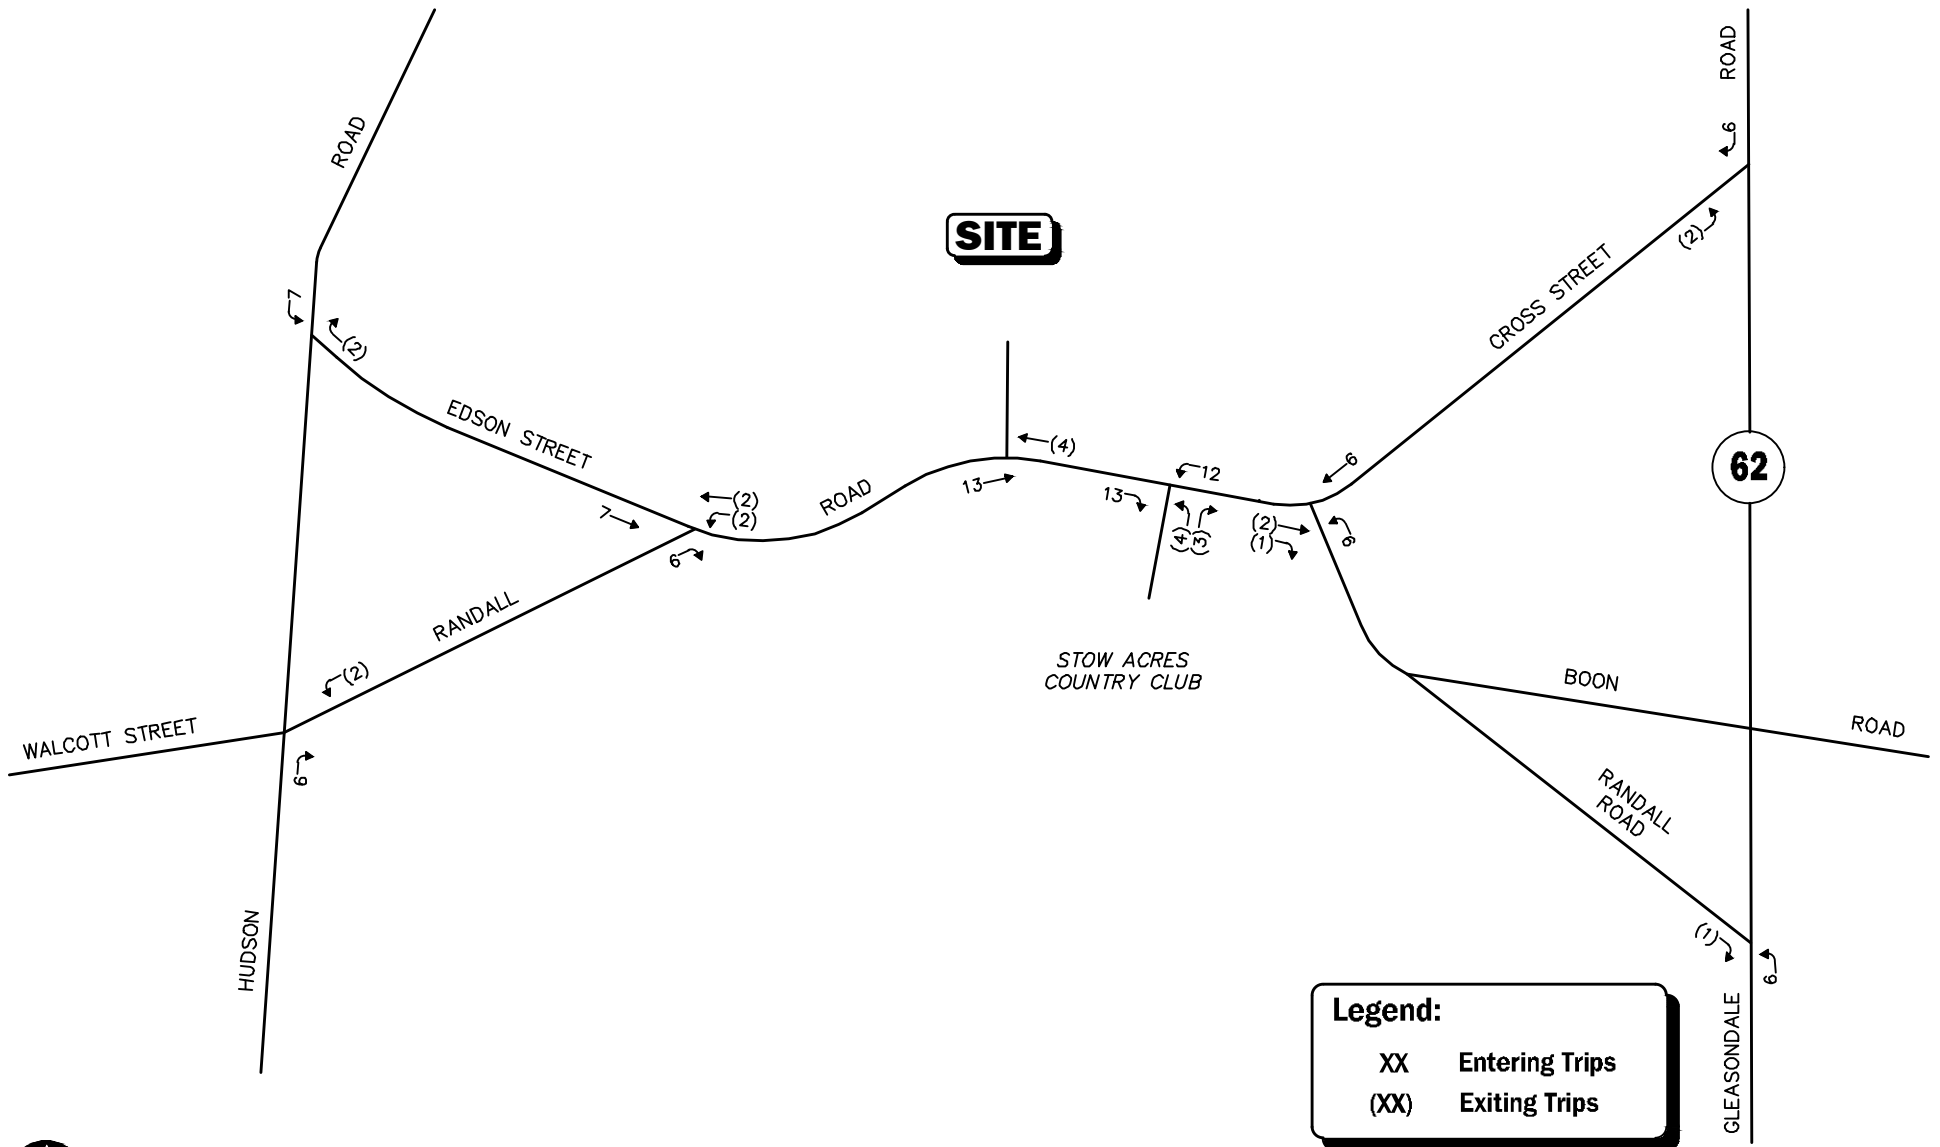 ROAD
ROAD
6
SITE
(2)
CROSS STREET
7
(2)
EDSON STREET
(4)
6
62
12
13
ROAD
13
(2)
(2)
7
(4)
(3)
(2)
(1)
6
6
RANDALL
STOW ACRES
COUNTRY CLUB
(2)
BOON
ROAD
WALCOTT STREET
6
RANDALL
ROAD
HUDSON
(1)
6
GLEASONDALE
Legend:
XX Entering Trips
(XX) Exiting Trips